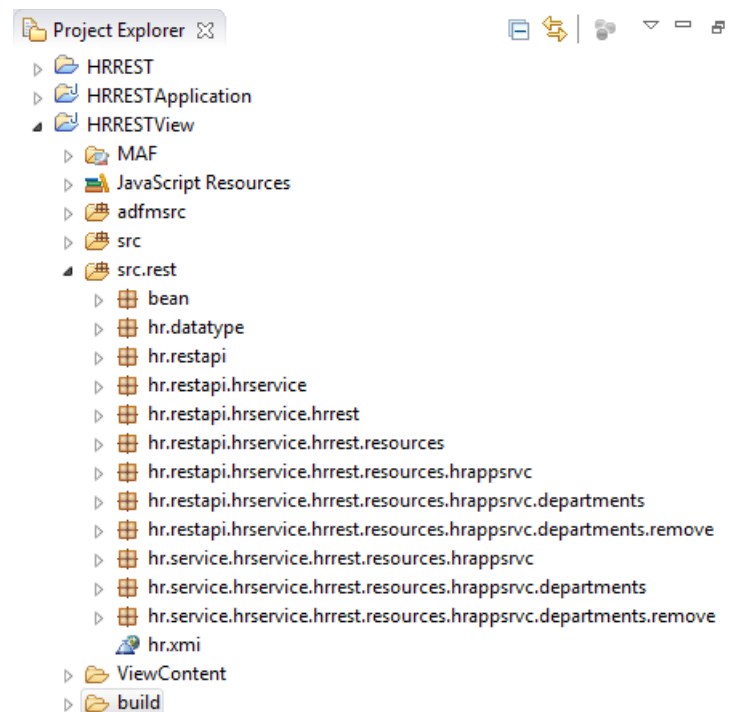 Project Explorer
HRREST
HRRESTApplication
HRRESTView
MAF
JavaScript Resources
adfmsrc
src
src.rest
bean
hr.datatype
hr.restapi
hr.restapi.hrservice
hr.restapi.hrservice.hrrest
hr.restapi.hrservice.hrrest.resources
hr.restapi.hrservice.hrrest.resources.hrappsrvc
hr.restapi.hrservice.hrrest.resources.hrappsrvc.departments
hr.restapi.hrservice.hrrest.resources.hrappsrvc.departments.remove
hr.service.hrservice.hrrest.resources.hrappsrvc
hr.service.hrservice.hrrest.resources.hrappsrvc.departments
hr.service.hrservice.hrrest.resources.hrappsrvc.departments.remove
hr.xmi
ViewContent
build